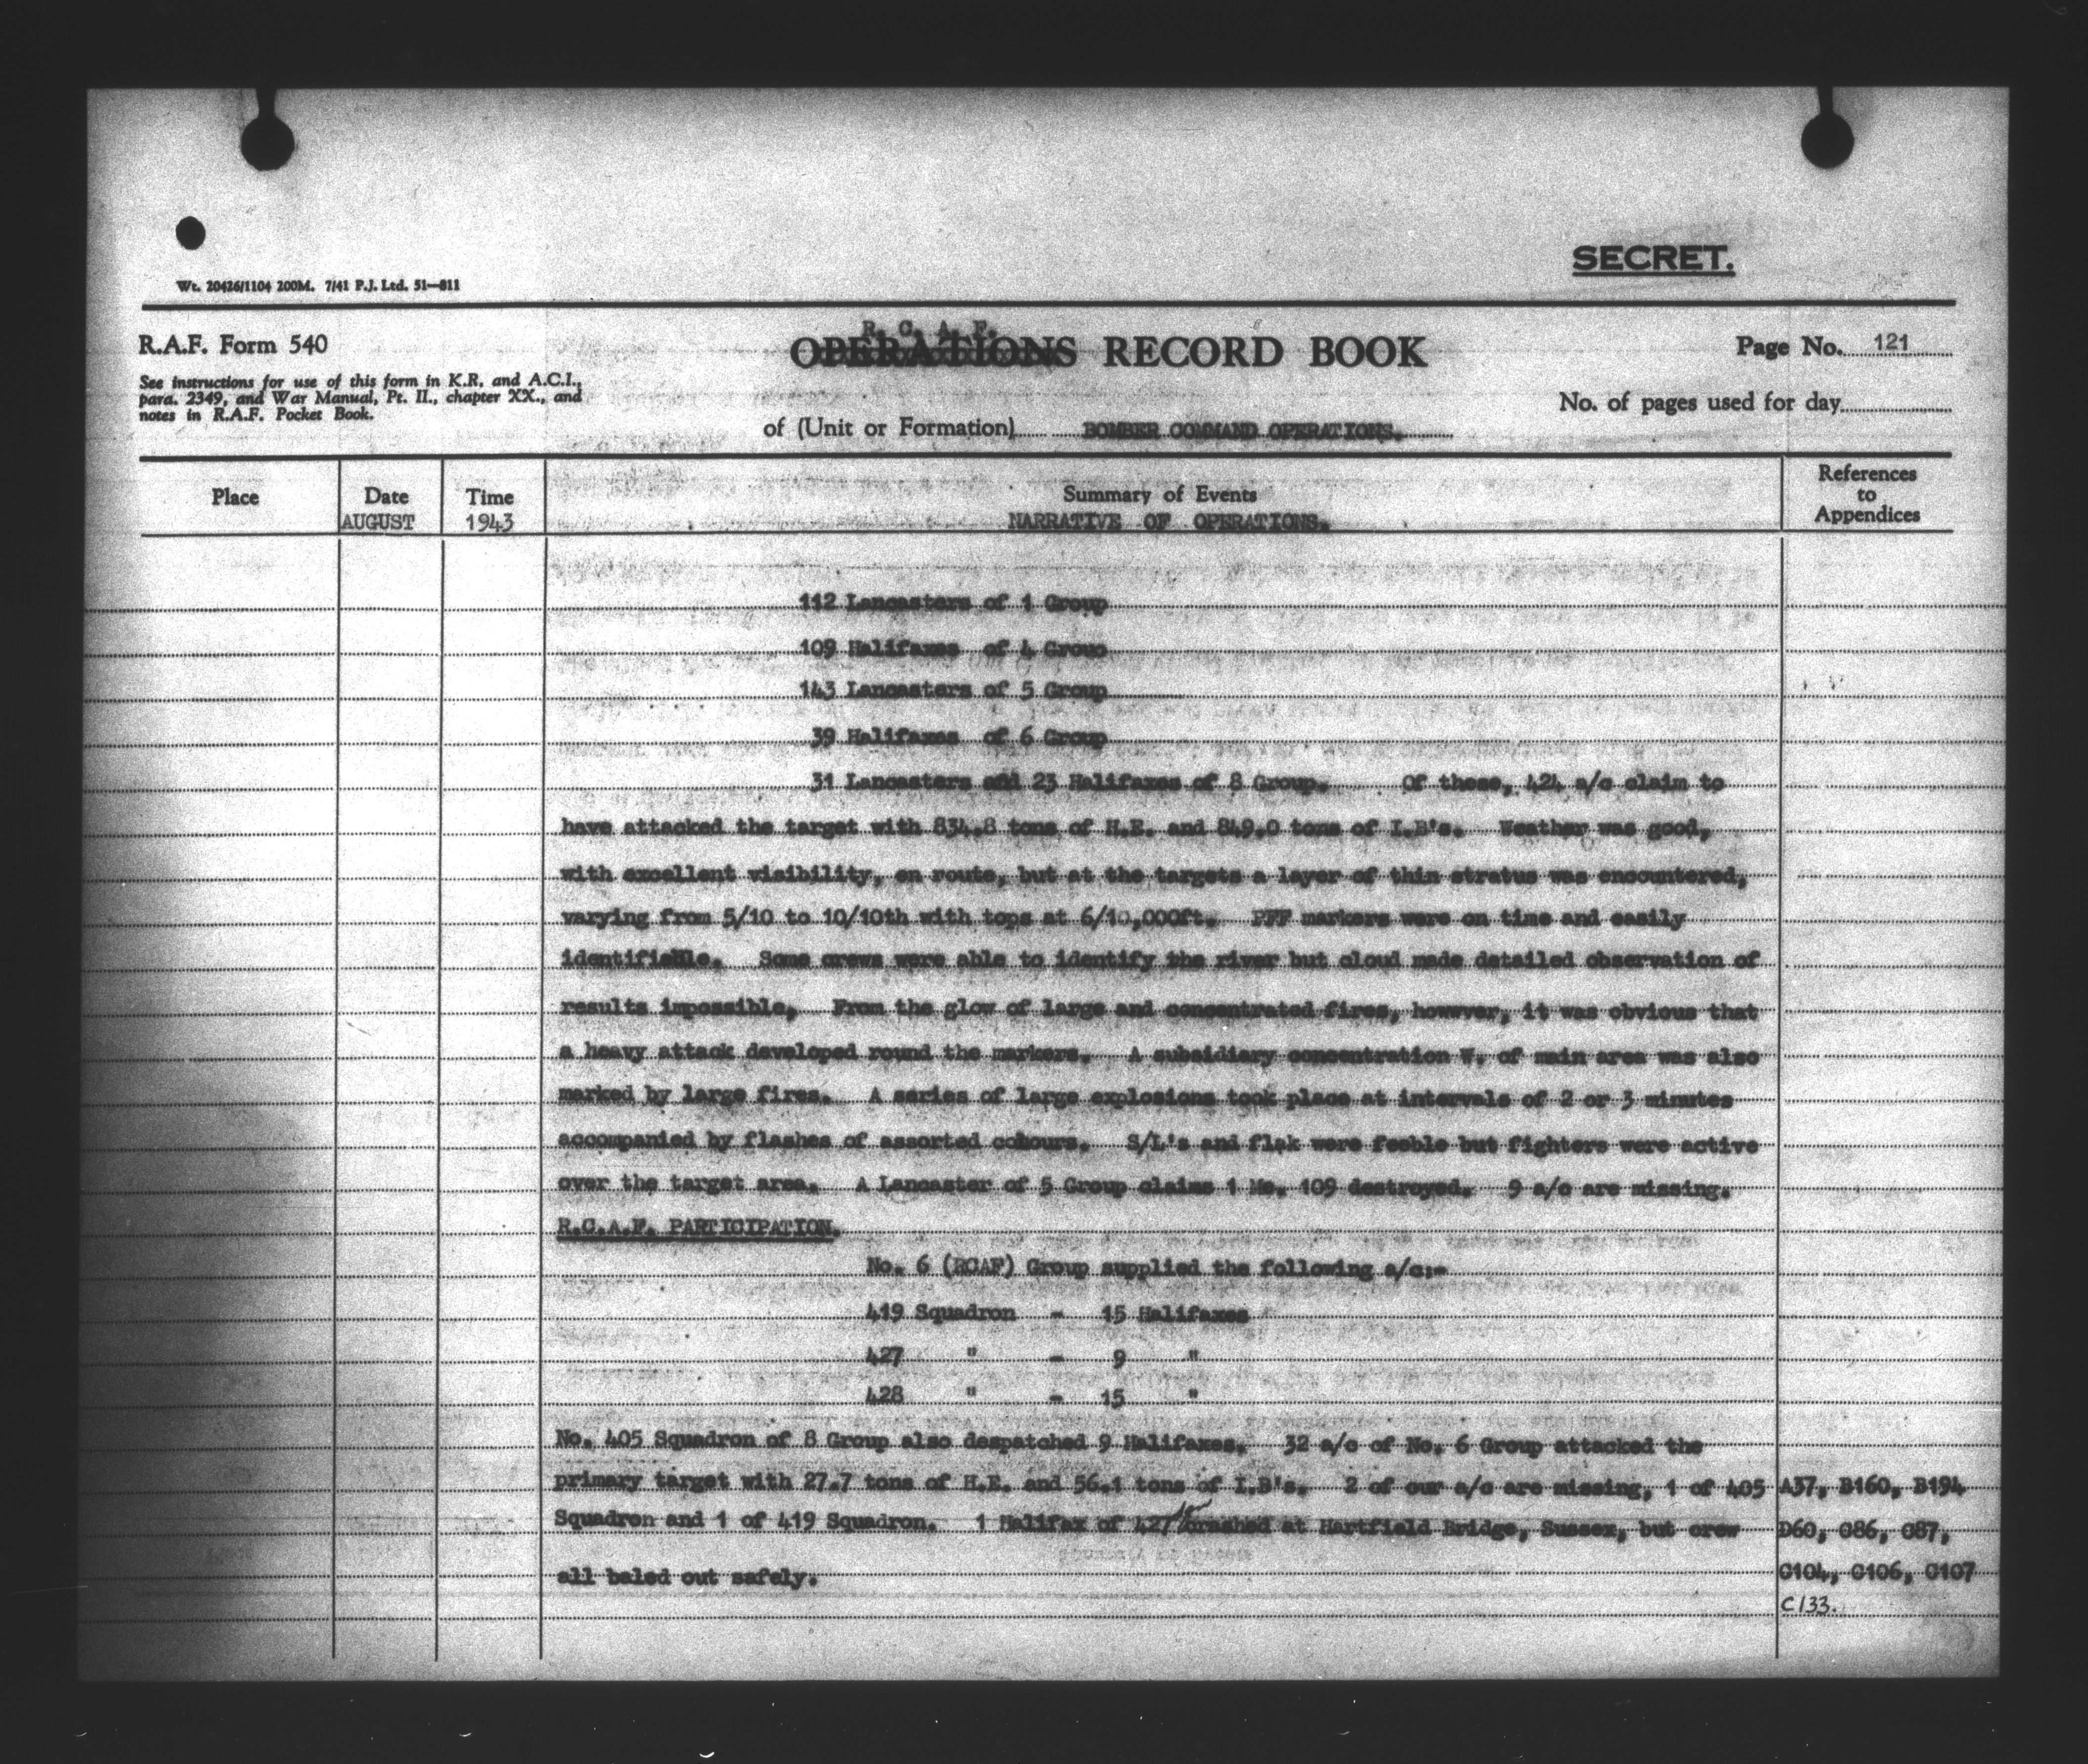 SECRET.
Wt. 20426/1104 200M. 7/41 P.J. Ltd. 51—811
R.A.F. Form 540
See instructions for use of this form in K.R. and A.C.I.,
para. 2349, and War Manual, Pt. II., chapter XX., and
notes in R.A.F. Pocket Book.
R. C. A. F.
OPERATIONS RECORD BOOK
of (Unit or Formation) BOMBER COMMAND OPERATIONS.
Page No. 121
No. of pages used for day
Place
Date
AUGUST
Time
1943
Summary of Events
NARRATIVE OF OPERATIONS.
References
to
Appendices
112 Lancasters of 1 Group
109 Halifaxes of 4 Group
143 Lancasters of 5 Group
39 Halifaxes of 6 Group
31 Lancasters and 23 Halifaxes of 8 Group. Of these, 424 a/c claim to
have attacked the target with 834.8 tons of H.E. and 849.0 tons of I.B's. Weather was good,
with excellent visibility, en route, but at the targets a layer of thin stratus was encountered,
varying from 5/10 to 10/10th with tops at 6/10,000ft. PFF markers were on time and easily
identifiable. Some crews were able to identify the river but cloud made detailed observation of
results impossible, From the glow of large and concentrated fires, however, it was obvious that
a heavy attack developed round the markers. A subsidiary concentration W. of main area was also
marked by large fires. A series of large explosions took place at intervals of 2 or 3 minutes
accompanied by flashes of assorted colours. S/L's and flak were feeble but fighters were active
over the target area. A Lancaster of 5 Group claims 1 Me. 109 destroyed. 9 a/c are missing.
R.C.A.F. PARTICIPATION.
No. 6 (RCAF) Group supplied the following a/c:-
419 Squadron - 15 Halifaxes
427 " - 9 "
428 " - 15 "
No. 405 Squadron of 8 Group also despatched 9 Halifaxes. 32 a/c of No. 6 Group attacked the
primary target with 27.7 tons of H.E. and 56.1 tons of I.B's. 2 of our a/c are missing, 1 of 405 A37, B160, B194
Squadron and 1 of 419 Squadron. 1 Halifax of 427 crashed at Hartfield Bridge, Sussex, but crew D60, C86, C87,
all baled out safely. C104, C106, C107
C133.